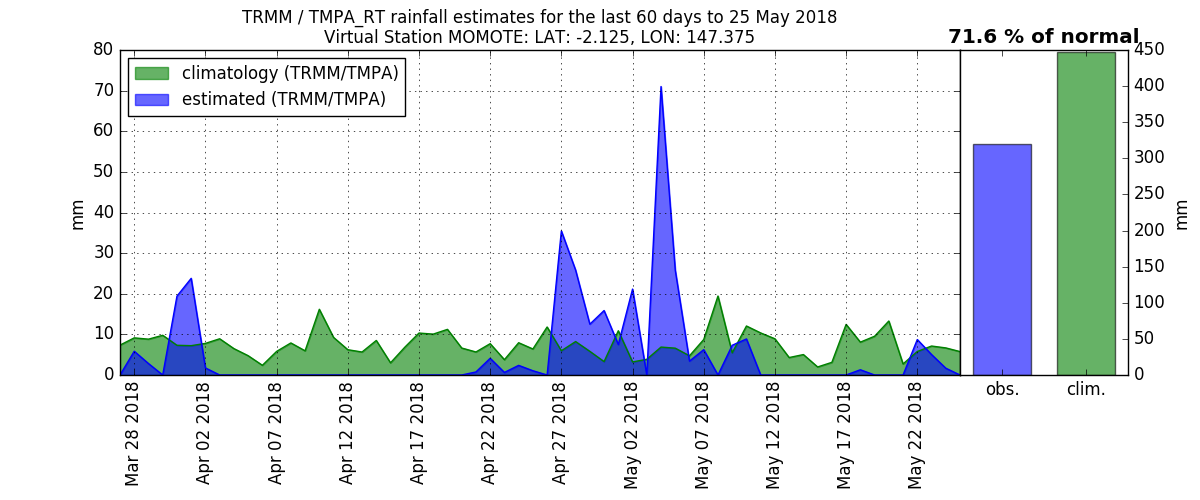 TRMM / TMPA_RT rainfall estimates for the last 60 days to 25 May 2018
Virtual Station MOMOTE: LAT: -2.125, LON: 147.375
71.6 % of normal
climatology (TRMM/TMPA)
estimated (TRMM/TMPA)
mm
80
70
60
50
40
30
20
10
0
Mar 28 2018
Apr 02 2018
Apr 07 2018
Apr 12 2018
Apr 17 2018
Apr 22 2018
Apr 27 2018
May 02 2018
May 07 2018
May 12 2018
May 17 2018
May 22 2018
obs.
clim.
450
400
350
300
250
200
150
100
50
0
mm